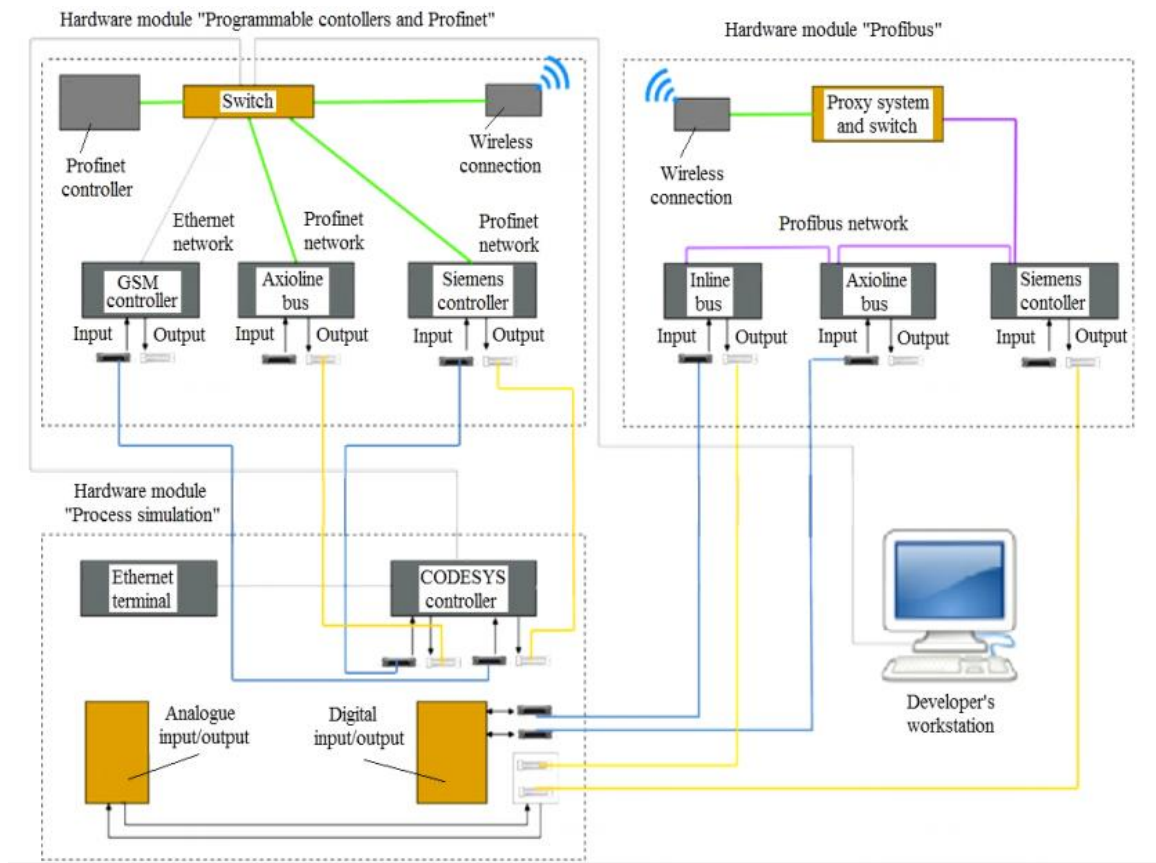 Hardware module "Programmable contollers and Profinet"
Switch
Profinet
controller
Wireless
connection
Ethernet
network
Profinet
network
Profinet
network
GSM
controller
Axioline
bus
Siemens
controller
Input
Output
Input
Output
Input
Output
Hardware module "Profibus"
Proxy system
and switch
Wireless
connection
Profibus network
Inline
bus
Axioline
bus
Siemens
contoller
Input
Output
Input
Output
Input
Output
Hardware module
"Process simulation"
Ethernet
terminal
CODESYS
controller
Analogue
input/output
Digital
input/output
Developer's
workstation